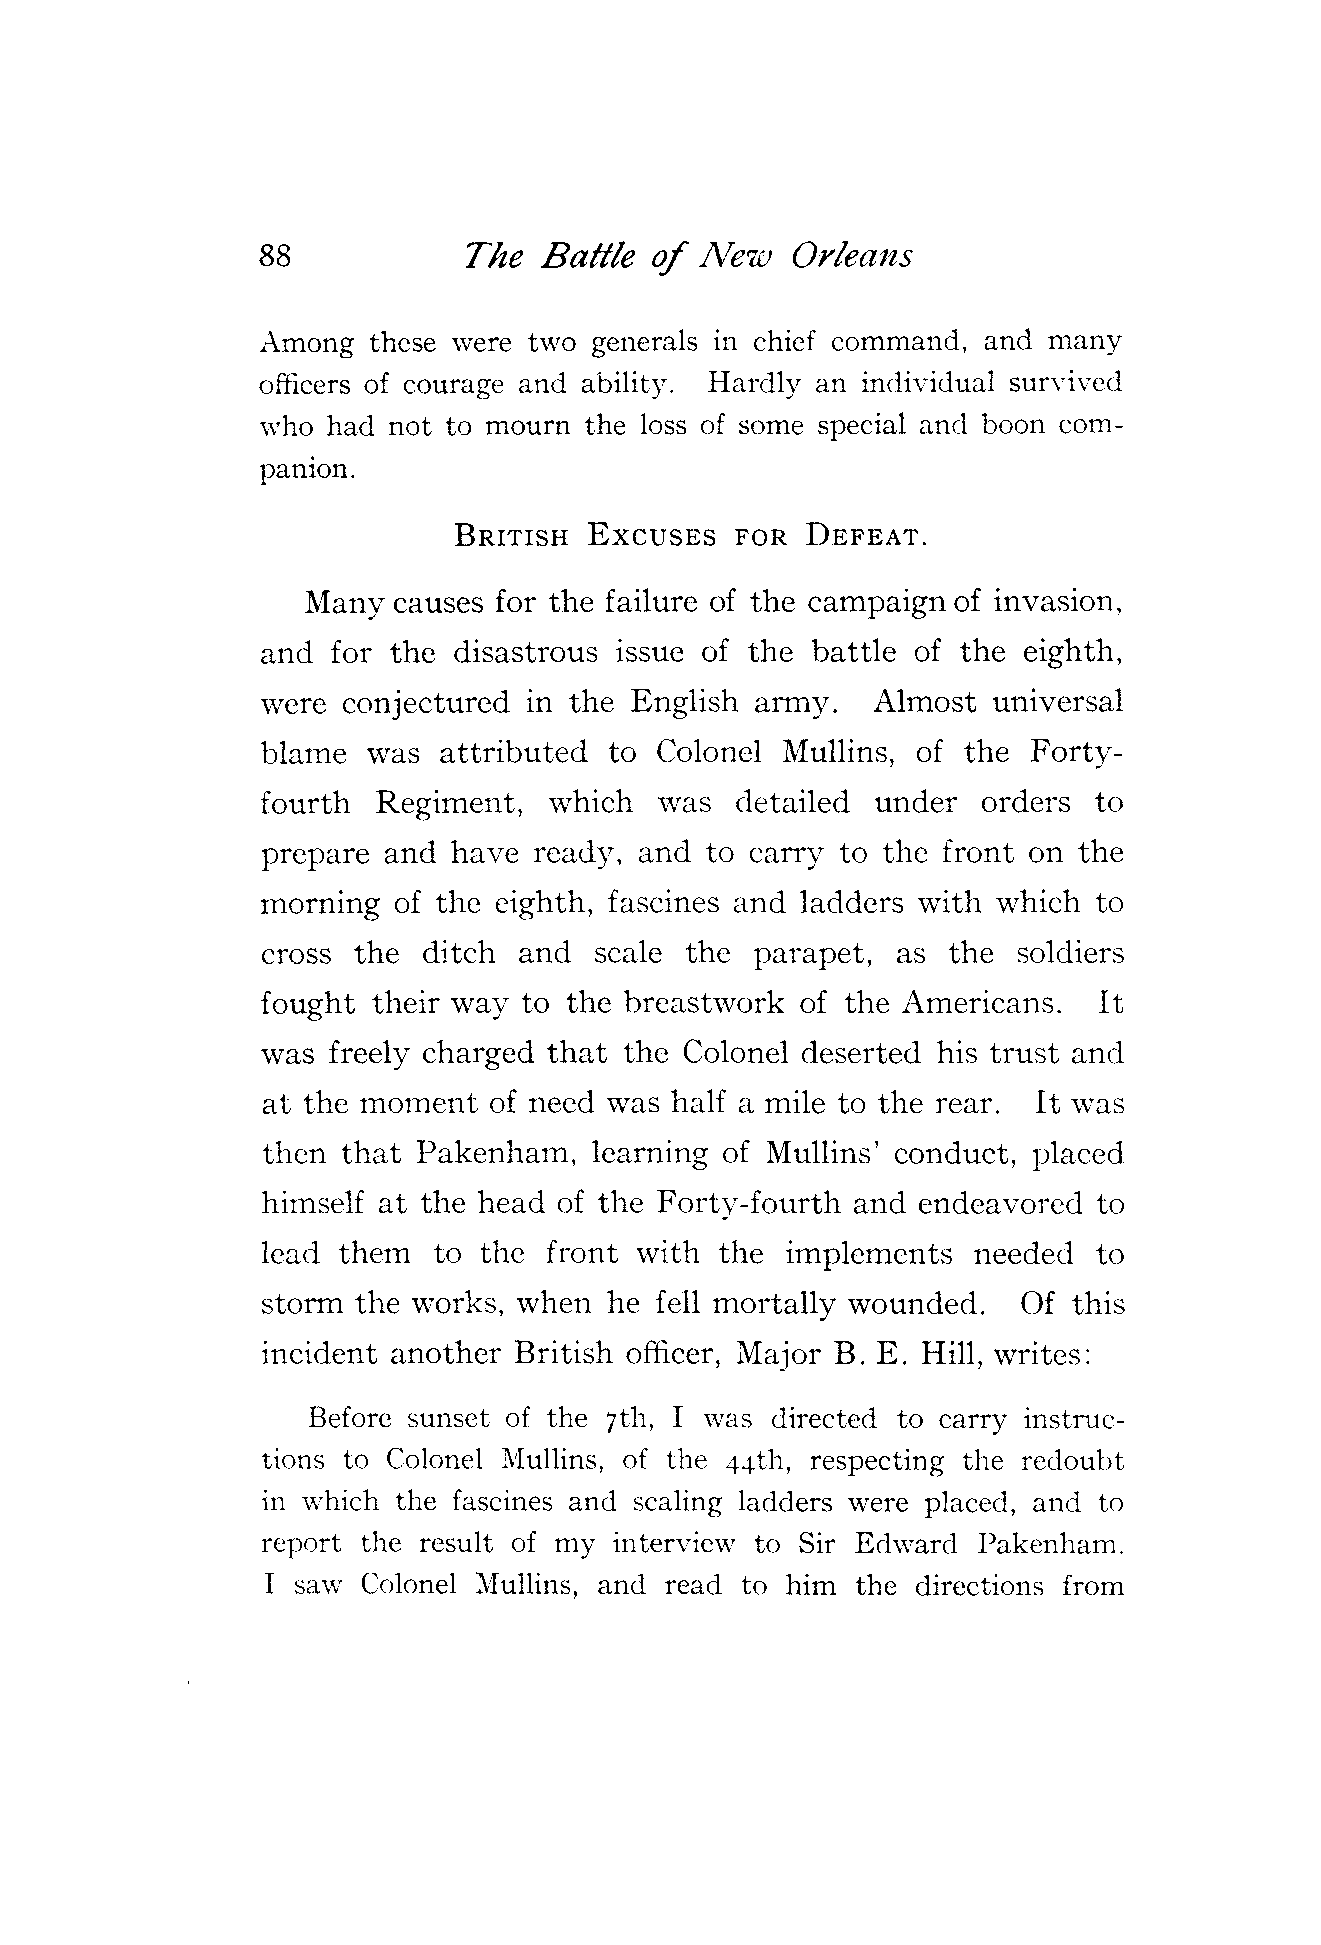 88 The Battle of New Orleans
Among these were two generals in chief command, and many
officers of courage and ability. Hardly an individual survived
who had not to mourn the loss of some special and boon com-
panion.
British Excuses for Defeat.
Many causes for the failure of the campaign of invasion,
and for the disastrous issue of the battle of the eighth,
were conjectured in the English army. Almost universal
blame was attributed to Colonel Mullins, of the Forty-
fourth Regiment, which was detailed under orders to
prepare and have ready, and to carry to the front on the
morning of the eighth, fascines and ladders with which to
cross the ditch and scale the parapet, as the soldiers
fought their way to the breastwork of the Americans. It
was freely charged that the Colonel deserted his trust and
at the moment of need was half a mile to the rear. It was
then that Pakenham, learning of Mullins' conduct, placed
himself at the head of the Forty-fourth and endeavored to
lead them to the front with the implements needed to
storm the works, when he fell mortally wounded. Of this
incident another British officer, Major B. E. Hill, writes:
Before sunset of the 7th, I was directed to carry instruc-
tions to Colonel Mullins, of the 44th, respecting the redoubt
in which the fascines and scaling ladders were placed, and to
report the result of my interview to Sir Edward Pakenham.
I saw Colonel Mullins, and read to him the directions from